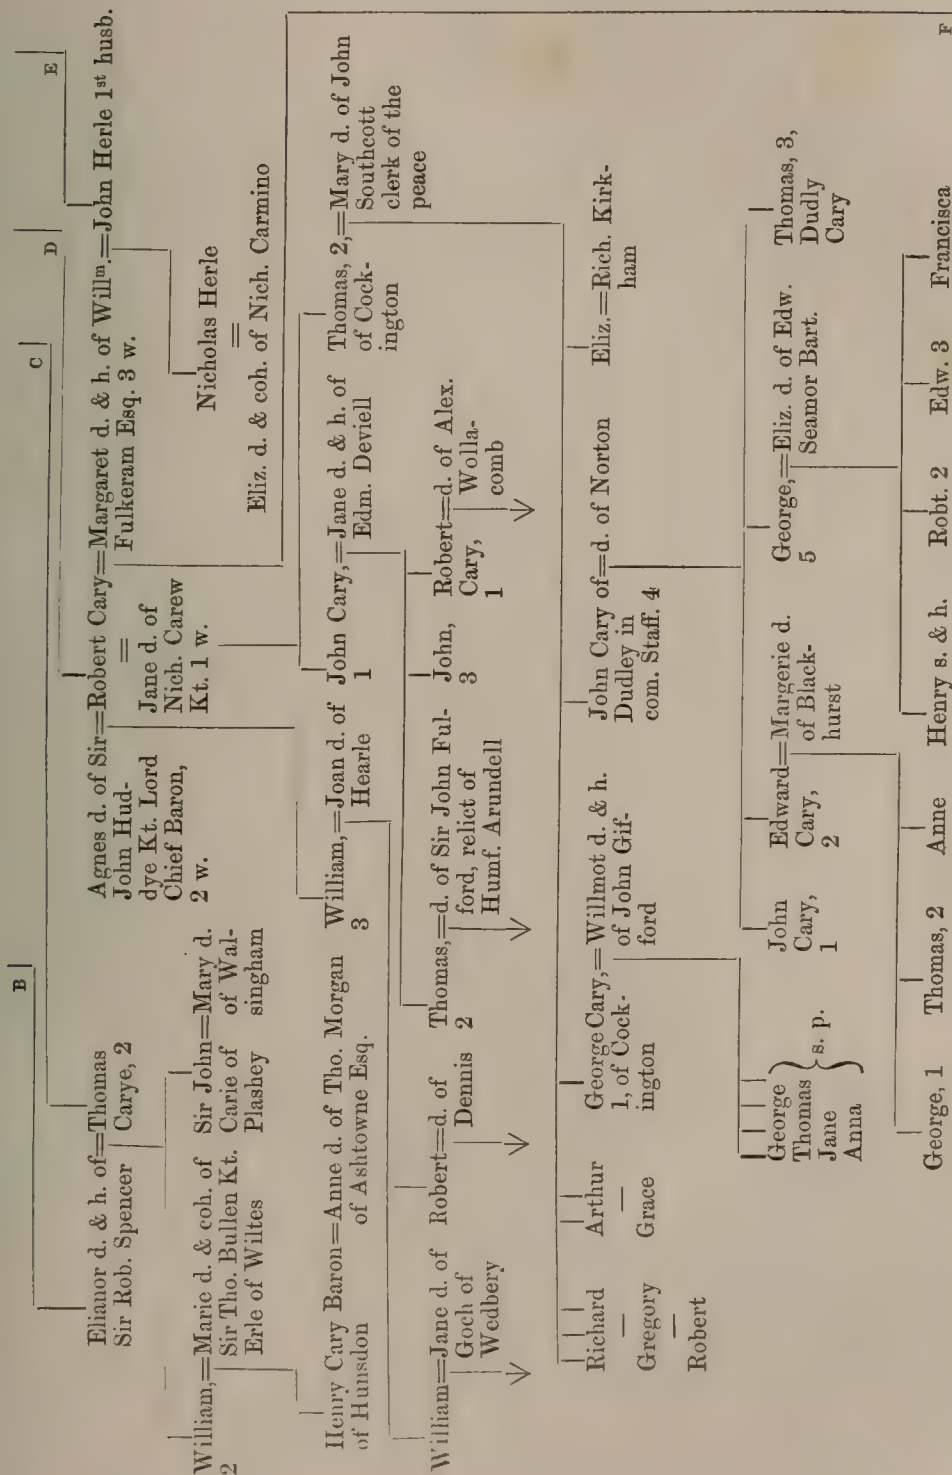 B
C
D
E
Elianor d. & h. of=Thomas
Sir Rob. Spencer
Carye, 2
Agnes d. of Sir=Robert Cary=Margaret d. & h. of Willm.=John Herle 1st husb.
John Hud-
dye Kt. Lord
Chief Baron,
2 w.
=
Jane d. of
Nich. Carew
Kt. 1 w.
Fulkeram Esq. 3 w.
Nicholas Herle
=
Eliz. d. & coh. of Nich. Carmino
William,=Marie d. & coh. of
2
Sir Tho. Bullen Kt.
Erle of Wiltes
Sir John=Mary d.
Carie of
Plashey
of Wal-
singham
Henry Cary Baron=Anne d. of Tho. Morgan
of Hunsdon
of Ashtowne Esq.
William,=Joan d. of
3
Hearle
John Cary,=Jane d. & h. of
1
Edm. Deviell
Thomas, 2,=Mary d. of John
of Cock-
ington
Southcott
clerk of the
peace
William=Jane d. of
Goch of
Wedbery
Robert=d. of
Dennis
Thomas,=d. of Sir John Ful-
2
ford, relict of
Humf. Arundell
John,
3
Robert=d. of Alex.
Cary,
1
Wolla-
comb
Richard
—
Gregory
—
Robert
Arthur
—
Grace
George Cary,=Willmot d. & h.
1, of Cock-
ington
of John Gif-
ford
John Cary of=d. of Norton
Dudley in
com. Staff. 4
Eliz.=Rich. Kirk-
ham
George
Thomas
Jane
Anna
} s. p.
John
Cary,
1
Edward=Margerie d.
Cary,
2
of Black-
hurst
George,=Eliz. d. of Edw.
5
Seamor Bart.
Thomas, 3,
Dudly
Cary
George, 1
Thomas, 2
Anne
Henry s. & h.
Robt. 2
Edw. 3
Francisca
F